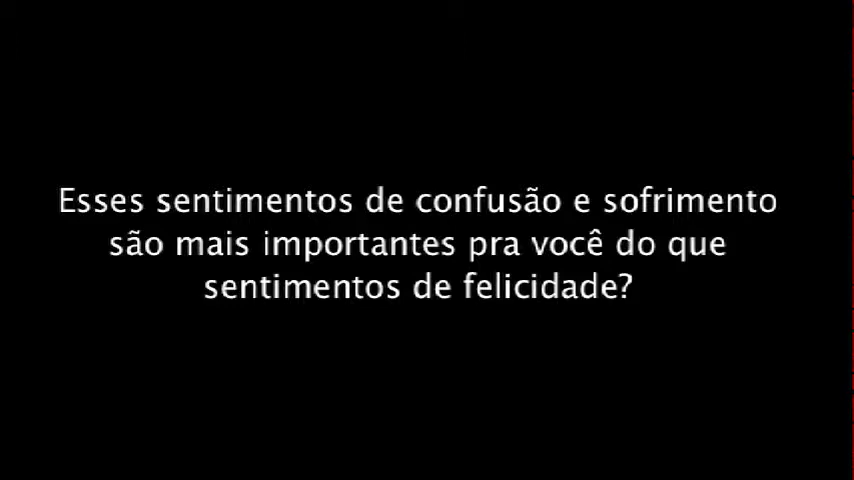 Esses sentimentos de confusão e sofrimento
são mais importantes pra você do que
sentimentos de felicidade?